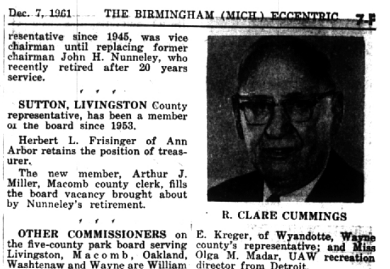 Dec. 7, 1961 THE BIRMINGHAM (MICH.) ECCENTRIC 7-F
resentative since 1945, was vice
chairman until replacing former
chairman John H. Nunneley, who
recently retired after 20 years
service.
SUTTON, LIVINGSTON County
representative, has been a member
of the board since 1953.
Herbert L. Frisinger of Ann
Arbor retains the position of treas-
urer.
The new member, Arthur J.
Miller, Macomb county clerk, fills
the board vacancy brought about
by Nunneley's retirement.
OTHER COMMISSIONERS on
the five-county park board serving
Livingston, Macomb, Oakland,
Washtenaw and Wayne are William
R. CLARE CUMMINGS
E. Kreger, of Wyandotte, Wayne
county's representative; and Miss
Olga M. Madar, UAW recreation
director from Detroit.